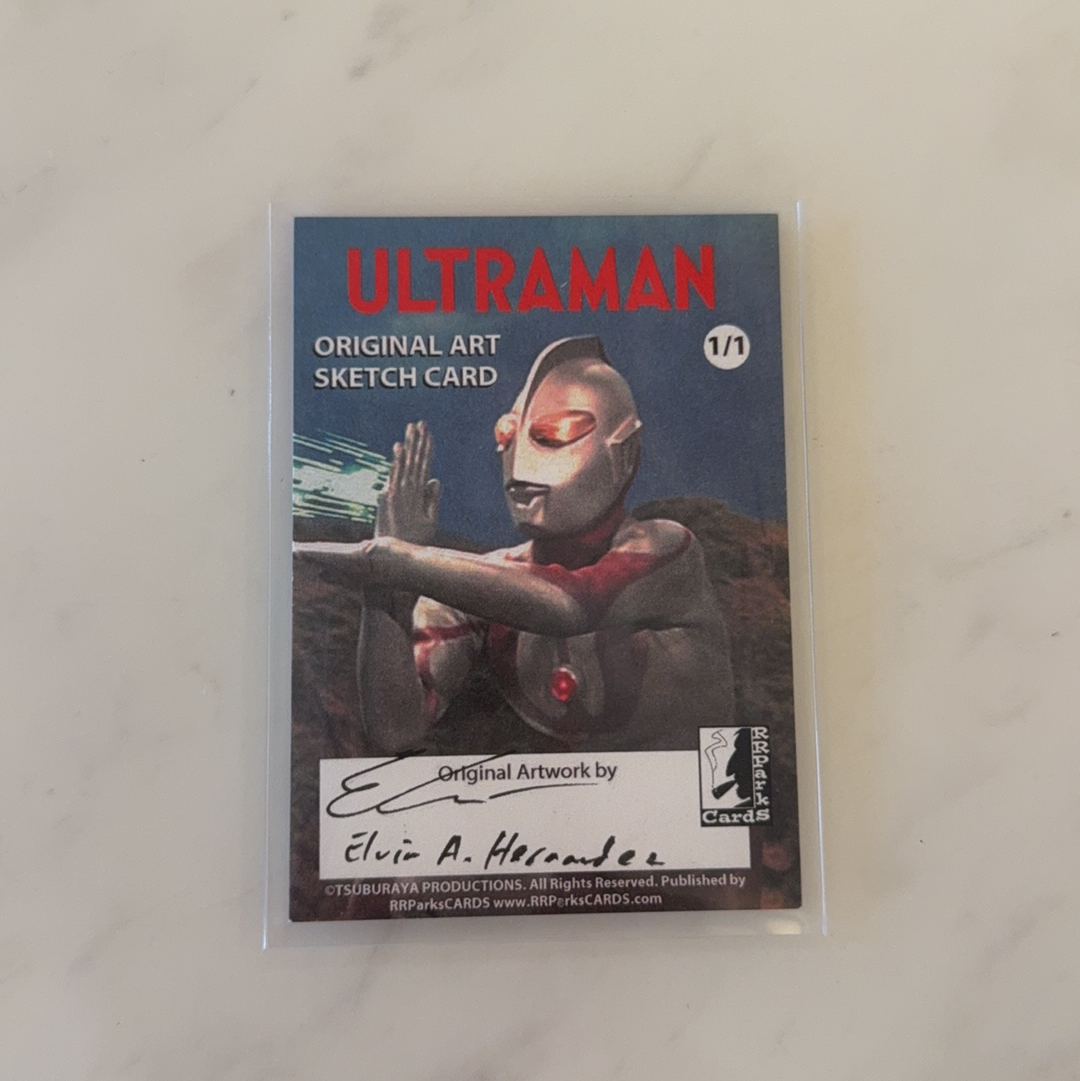 ULTRAMAN
ORIGINAL ART
SKETCH CARD
1/1
Original Artwork by
Elvin A. Hernandez
RRParks
Cards
©TSUBURAYA PRODUCTIONS. All Rights Reserved. Published by
RRParksCARDS www.RRParksCARDS.com